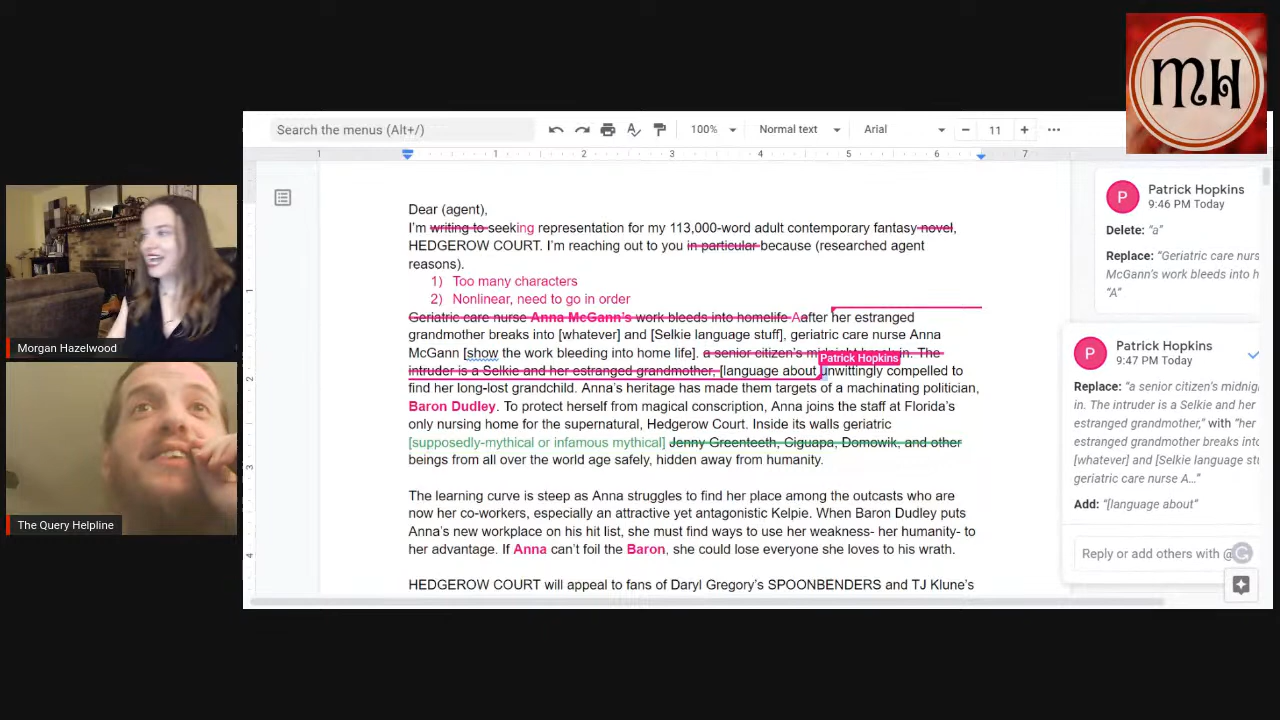 MH
Search the menus (Alt+/)
100%
Normal text
Arial
11
1 1 2 3 4 5 6 7
Dear (agent),
I'm writing to seeking representation for my 113,000-word adult contemporary fantasy novel,
HEDGEROW COURT. I'm reaching out to you in particular because (researched agent
reasons).
1) Too many characters
2) Nonlinear, need to go in order
Geriatric care nurse Anna McGann's work bleeds into homelife Aafter her estranged
grandmother breaks into [whatever] and [Selkie language stuff], geriatric care nurse Anna
McGann [show the work bleeding into home life]. a senior citizen's midnight break in. The
Patrick Hopkins
intruder is a Selkie and her estranged grandmother, [language about unwittingly compelled to
find her long-lost grandchild. Anna's heritage has made them targets of a machinating politician,
Baron Dudley. To protect herself from magical conscription, Anna joins the staff at Florida's
only nursing home for the supernatural, Hedgerow Court. Inside its walls geriatric
[supposedly-mythical or infamous mythical] Jenny Greenteeth, Ciguapa, Domowik, and other
beings from all over the world age safely, hidden away from humanity.
The learning curve is steep as Anna struggles to find her place among the outcasts who are
now her co-workers, especially an attractive yet antagonistic Kelpie. When Baron Dudley puts
Anna's new workplace on his hit list, she must find ways to use her weakness- her humanity- to
her advantage. If Anna can't foil the Baron, she could lose everyone she loves to his wrath.
HEDGEROW COURT will appeal to fans of Daryl Gregory's SPOONBENDERS and TJ Klune's
1
2
3
4
P
Patrick Hopkins
9:46 PM Today
Delete: "a"
Replace: "Geriatric care nurs
McGann's work bleeds into h
"A"
P
Patrick Hopkins
9:47 PM Today
Replace: "a senior citizen's midnig
in. The intruder is a Selkie and her
estranged grandmother," with "her
estranged grandmother breaks into
[whatever] and [Selkie language stu
geriatric care nurse A..."
Add: "[language about"
Reply or add others with @
Morgan Hazelwood
The Query Helpline